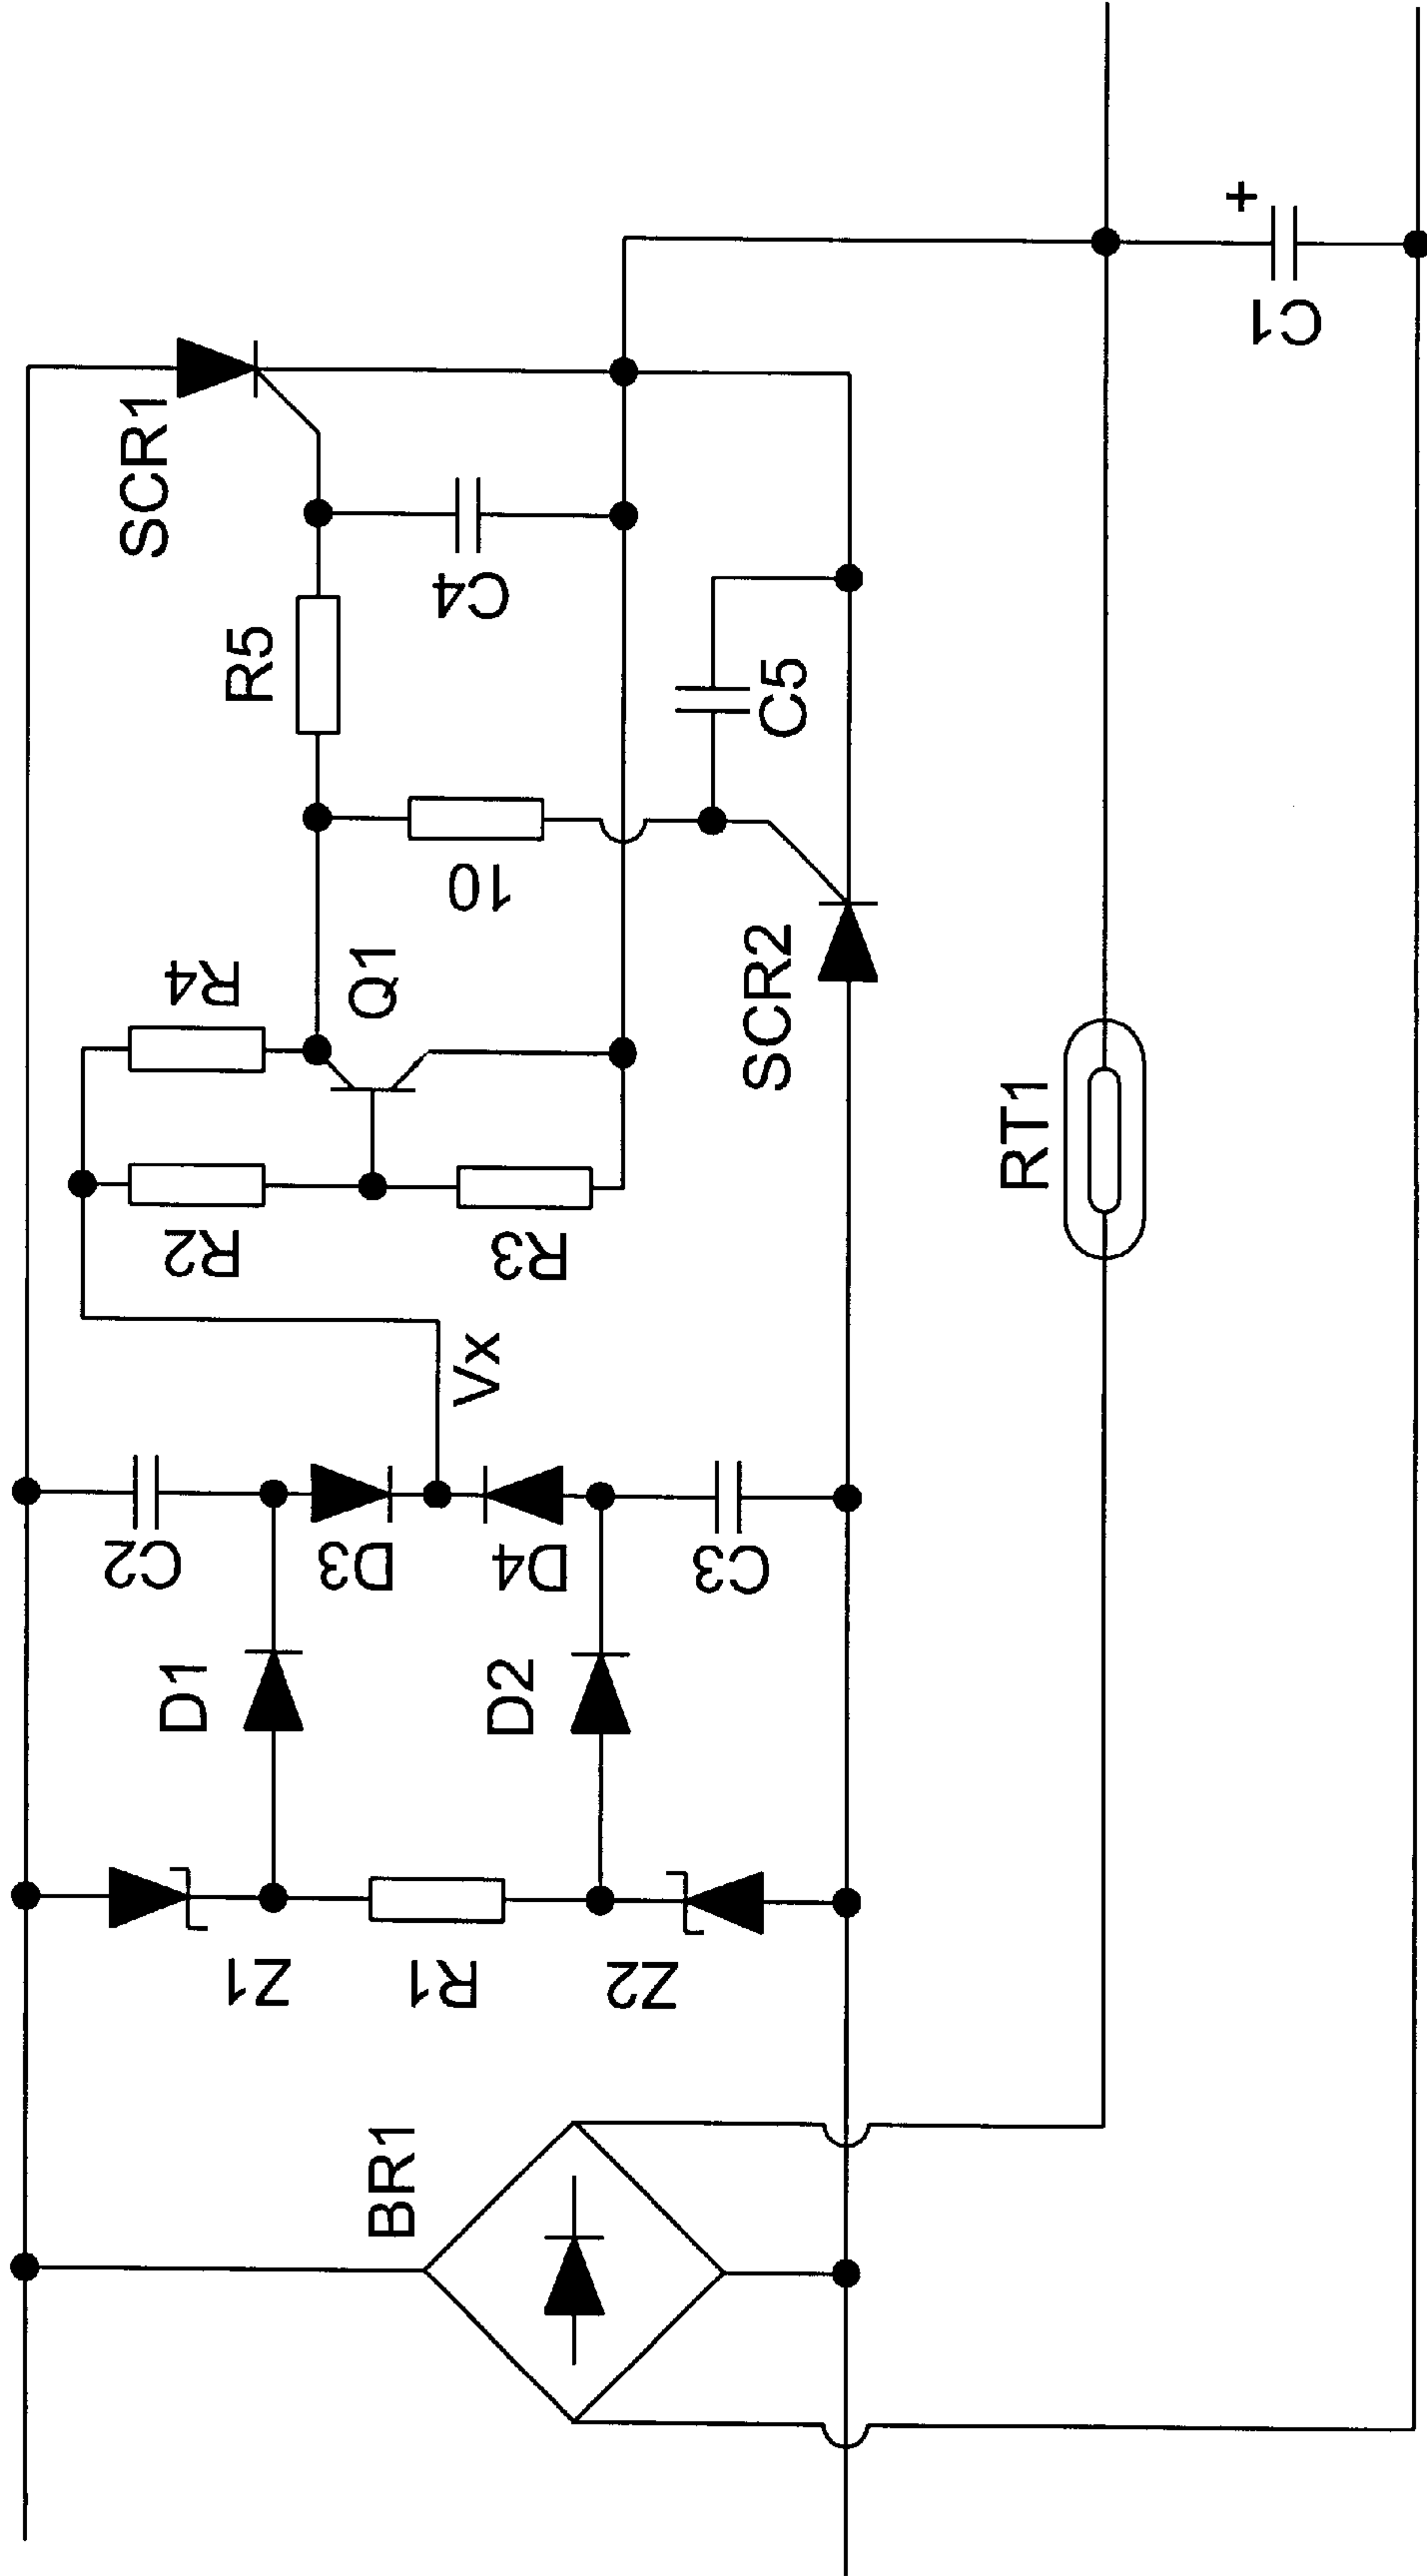 SCR1
+
C1
R5
C4
C5
10
R4
Q1
SCR2
RT1
R2
R3
Vx
C2
D3
D4
C3
D1
D2
Z1
R1
Z2
BR1